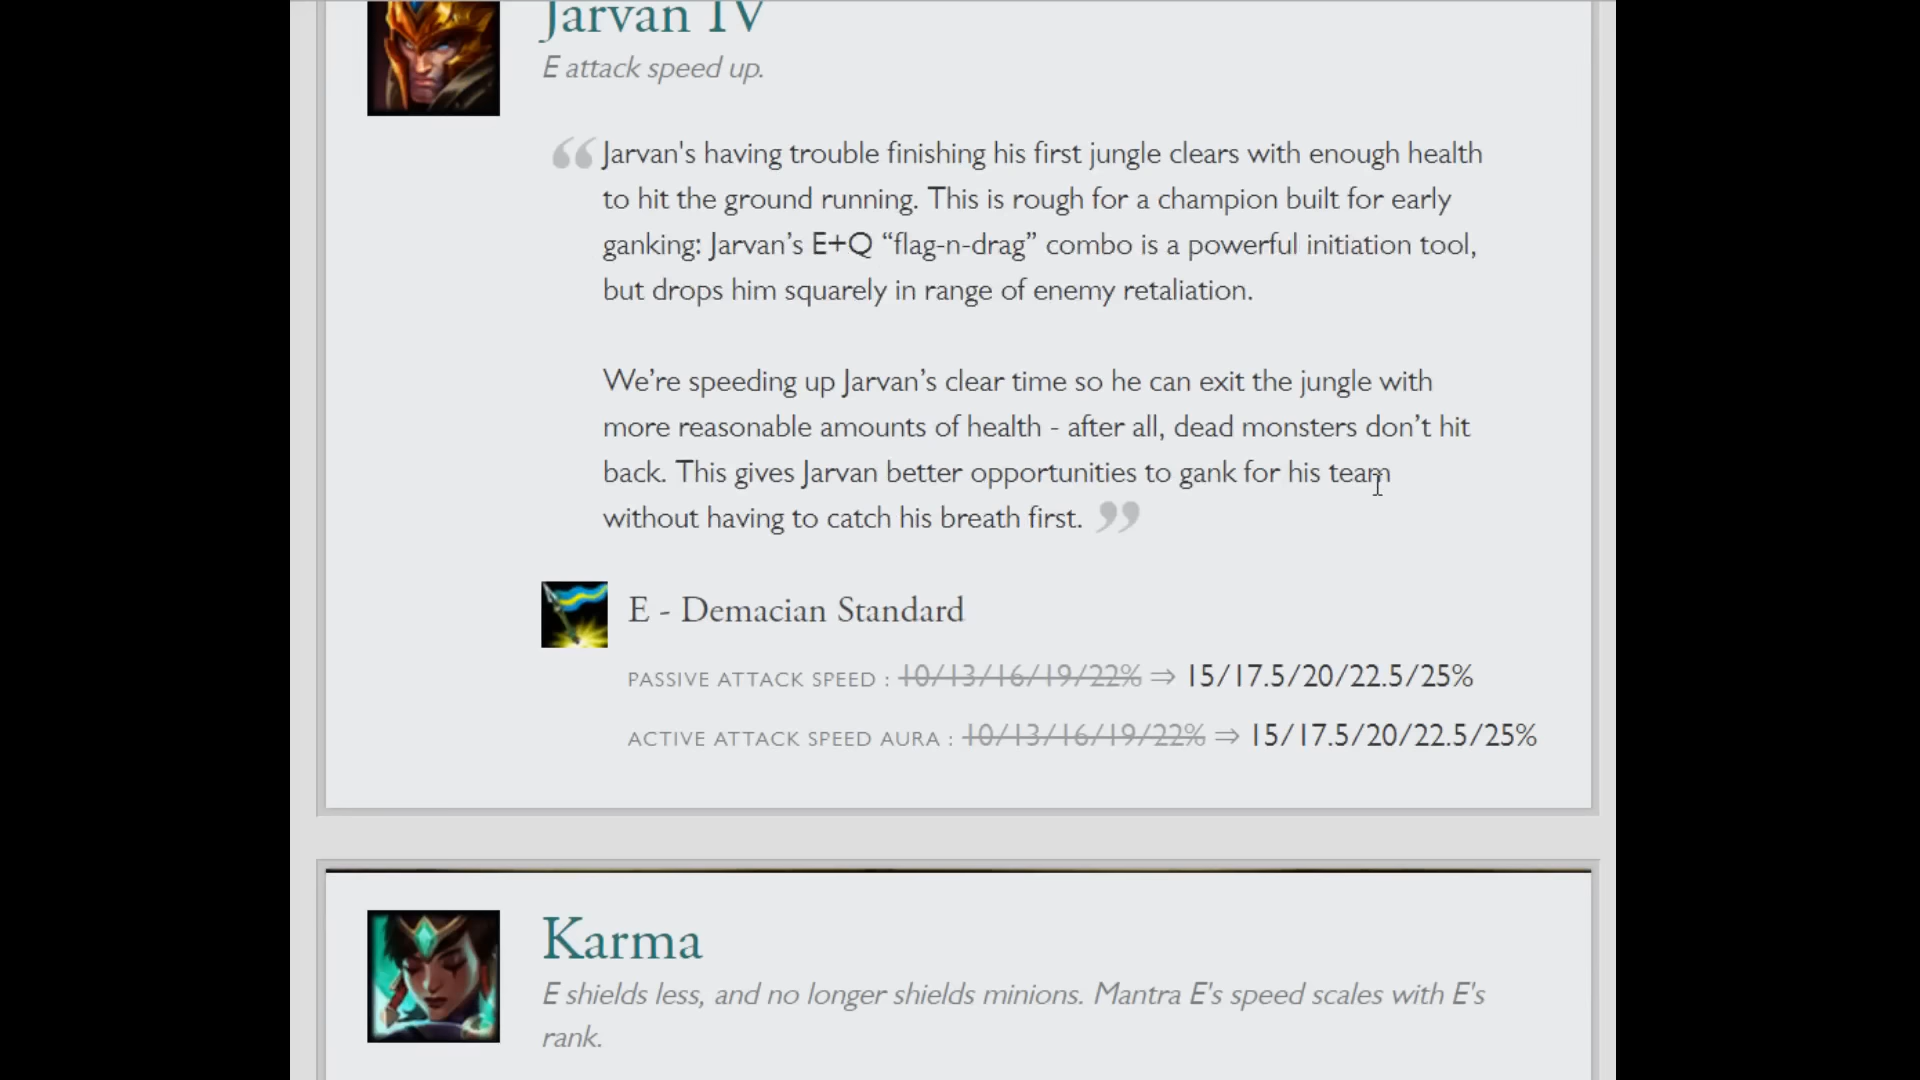 Jarvan IV
E attack speed up.
“ Jarvan's having trouble finishing his first jungle clears with enough health
to hit the ground running. This is rough for a champion built for early
ganking: Jarvan’s E+Q “flag-n-drag” combo is a powerful initiation tool,
but drops him squarely in range of enemy retaliation.
We’re speeding up Jarvan’s clear time so he can exit the jungle with
more reasonable amounts of health - after all, dead monsters don’t hit
back. This gives Jarvan better opportunities to gank for his team
without having to catch his breath first. ”
E - Demacian Standard
PASSIVE ATTACK SPEED : 10/13/16/19/22% ⇒ 15/17.5/20/22.5/25%
ACTIVE ATTACK SPEED AURA : 10/13/16/19/22% ⇒ 15/17.5/20/22.5/25%
Karma
E shields less, and no longer shields minions. Mantra E's speed scales with E's
rank.